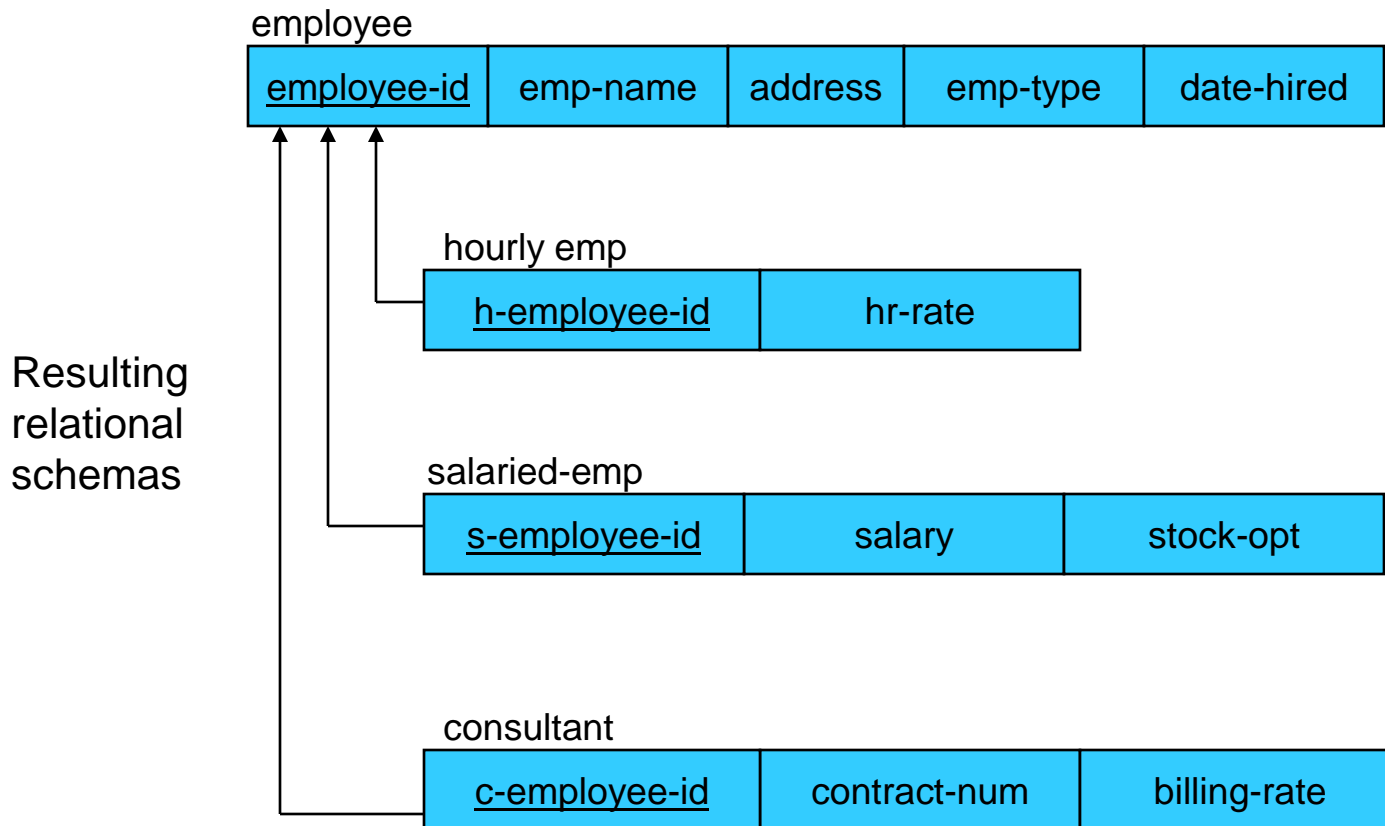 employee
employee-id emp-name address emp-type date-hired
hourly emp
h-employee-id hr-rate
Resulting
relational
schemas
salaried-emp
s-employee-id salary stock-opt
consultant
c-employee-id contract-num billing-rate